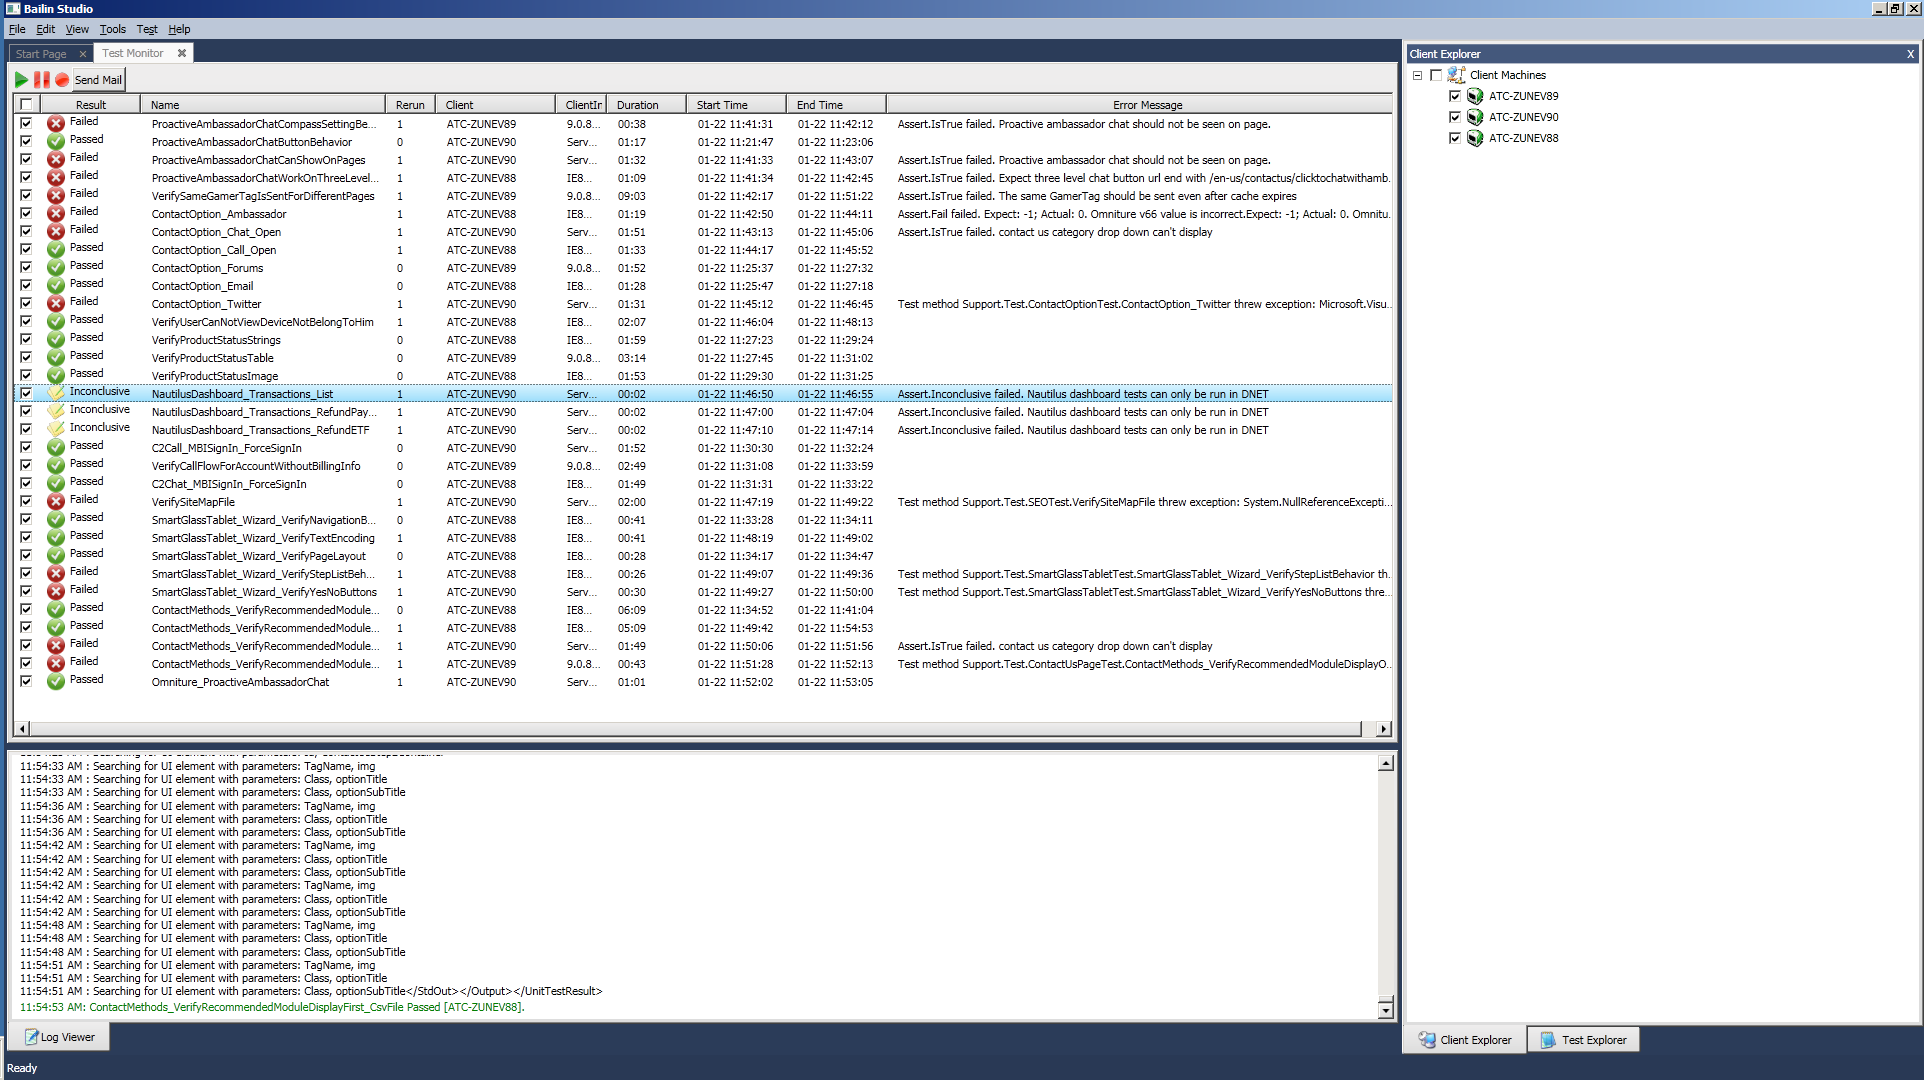 Bailin Studio
File Edit View Tools Test Help
Start Page Test Monitor
Send Mail
Result Name Rerun Client ClientIr Duration Start Time End Time Error Message
Failed ProactiveAmbassadorChatCompassSettingBe... 1 ATC-ZUNEV89 9.0.8... 00:38 01-22 11:41:31 01-22 11:42:12 Assert.IsTrue failed. Proactive ambassador chat should not be seen on page.
Passed ProactiveAmbassadorChatButtonBehavior 0 ATC-ZUNEV90 Serv... 01:17 01-22 11:21:47 01-22 11:23:06
Failed ProactiveAmbassadorChatCanShowOnPages 1 ATC-ZUNEV90 Serv... 01:32 01-22 11:41:33 01-22 11:43:07 Assert.IsTrue failed. Proactive ambassador chat should not be seen on page.
Failed ProactiveAmbassadorChatWorkOnThreeLevel... 1 ATC-ZUNEV88 IE8... 01:09 01-22 11:41:34 01-22 11:42:45 Assert.IsTrue failed. Expect three level chat button url end with /en-us/contactus/clicktochatwithamb...
Failed VerifySameGamerTagIsSentForDifferentPages 1 ATC-ZUNEV89 9.0.8... 09:03 01-22 11:42:17 01-22 11:51:22 Assert.IsTrue failed. The same GamerTag should be sent even after cache expires
Failed ContactOption_Ambassador 1 ATC-ZUNEV88 IE8... 01:19 01-22 11:42:50 01-22 11:44:11 Assert.Fail failed. Expect: -1; Actual: 0. Omniture v66 value is incorrect.Expect: -1; Actual: 0. Omnitu...
Failed ContactOption_Chat_Open 1 ATC-ZUNEV90 Serv... 01:51 01-22 11:43:13 01-22 11:45:06 Assert.IsTrue failed. contact us category drop down can't display
Passed ContactOption_Call_Open 1 ATC-ZUNEV88 IE8... 01:33 01-22 11:44:17 01-22 11:45:52
Passed ContactOption_Forums 0 ATC-ZUNEV89 9.0.8... 01:52 01-22 11:25:37 01-22 11:27:32
Passed ContactOption_Email 0 ATC-ZUNEV88 IE8... 01:28 01-22 11:25:47 01-22 11:27:18
Failed ContactOption_Twitter 1 ATC-ZUNEV90 Serv... 01:31 01-22 11:45:12 01-22 11:46:45 Test method Support.Test.ContactOptionTest.ContactOption_Twitter threw exception: Microsoft.Visu...
Passed VerifyUserCanNotViewDeviceNotBelongToHim 1 ATC-ZUNEV88 IE8... 02:07 01-22 11:46:04 01-22 11:48:13
Passed VerifyProductStatusStrings 0 ATC-ZUNEV88 IE8... 01:59 01-22 11:27:23 01-22 11:29:24
Passed VerifyProductStatusTable 0 ATC-ZUNEV89 9.0.8... 03:14 01-22 11:27:45 01-22 11:31:02
Passed VerifyProductStatusImage 0 ATC-ZUNEV88 IE8... 01:53 01-22 11:29:30 01-22 11:31:25
Inconclusive NautilusDashboard_Transactions_List 1 ATC-ZUNEV90 Serv... 00:02 01-22 11:46:50 01-22 11:46:55 Assert.Inconclusive failed. Nautilus dashboard tests can only be run in DNET
Inconclusive NautilusDashboard_Transactions_RefundPay... 1 ATC-ZUNEV90 Serv... 00:02 01-22 11:47:00 01-22 11:47:04 Assert.Inconclusive failed. Nautilus dashboard tests can only be run in DNET
Inconclusive NautilusDashboard_Transactions_RefundETF 1 ATC-ZUNEV90 Serv... 00:02 01-22 11:47:10 01-22 11:47:14 Assert.Inconclusive failed. Nautilus dashboard tests can only be run in DNET
Passed C2Call_MBISignIn_ForceSignIn 0 ATC-ZUNEV90 Serv... 01:52 01-22 11:30:30 01-22 11:32:24
Passed VerifyCallFlowForAccountWithoutBillingInfo 0 ATC-ZUNEV89 9.0.8... 02:49 01-22 11:31:08 01-22 11:33:59
Passed C2Chat_MBISignIn_ForceSignIn 0 ATC-ZUNEV88 IE8... 01:49 01-22 11:31:31 01-22 11:33:22
Failed VerifySiteMapFile 1 ATC-ZUNEV90 Serv... 02:00 01-22 11:47:19 01-22 11:49:22 Test method Support.Test.SEOTest.VerifySiteMapFile threw exception: System.NullReferenceExcepti...
Passed SmartGlassTablet_Wizard_VerifyNavigationB... 0 ATC-ZUNEV88 IE8... 00:41 01-22 11:33:28 01-22 11:34:11
Passed SmartGlassTablet_Wizard_VerifyTextEncoding 1 ATC-ZUNEV88 IE8... 00:41 01-22 11:48:19 01-22 11:49:02
Passed SmartGlassTablet_Wizard_VerifyPageLayout 0 ATC-ZUNEV88 IE8... 00:28 01-22 11:34:17 01-22 11:34:47
Failed SmartGlassTablet_Wizard_VerifyStepListBeh... 1 ATC-ZUNEV88 IE8... 00:26 01-22 11:49:07 01-22 11:49:36 Test method Support.Test.SmartGlassTabletTest.SmartGlassTablet_Wizard_VerifyStepListBehavior th...
Failed SmartGlassTablet_Wizard_VerifyYesNoButtons 1 ATC-ZUNEV90 Serv... 00:30 01-22 11:49:27 01-22 11:50:00 Test method Support.Test.SmartGlassTabletTest.SmartGlassTablet_Wizard_VerifyYesNoButtons thre...
Passed ContactMethods_VerifyRecommendedModule... 0 ATC-ZUNEV88 IE8... 06:09 01-22 11:34:52 01-22 11:41:04
Passed ContactMethods_VerifyRecommendedModule... 1 ATC-ZUNEV88 IE8... 05:09 01-22 11:49:42 01-22 11:54:53
Failed ContactMethods_VerifyRecommendedModule... 1 ATC-ZUNEV90 Serv... 01:49 01-22 11:50:06 01-22 11:51:56 Assert.IsTrue failed. contact us category drop down can't display
Failed ContactMethods_VerifyRecommendedModule... 1 ATC-ZUNEV89 9.0.8... 00:43 01-22 11:51:28 01-22 11:52:13 Test method Support.Test.ContactUsPageTest.ContactMethods_VerifyRecommendedModuleDisplayO...
Passed Omniture_ProactiveAmbassadorChat 1 ATC-ZUNEV90 Serv... 01:01 01-22 11:52:02 01-22 11:53:05
11:54:33 AM : Searching for UI element with parameters: TagName, img
11:54:33 AM : Searching for UI element with parameters: Class, optionTitle
11:54:33 AM : Searching for UI element with parameters: Class, optionSubTitle
11:54:36 AM : Searching for UI element with parameters: TagName, img
11:54:36 AM : Searching for UI element with parameters: Class, optionTitle
11:54:36 AM : Searching for UI element with parameters: Class, optionSubTitle
11:54:42 AM : Searching for UI element with parameters: TagName, img
11:54:42 AM : Searching for UI element with parameters: Class, optionTitle
11:54:42 AM : Searching for UI element with parameters: Class, optionSubTitle
11:54:42 AM : Searching for UI element with parameters: TagName, img
11:54:42 AM : Searching for UI element with parameters: Class, optionTitle
11:54:42 AM : Searching for UI element with parameters: Class, optionSubTitle
11:54:48 AM : Searching for UI element with parameters: TagName, img
11:54:48 AM : Searching for UI element with parameters: Class, optionTitle
11:54:48 AM : Searching for UI element with parameters: Class, optionSubTitle
11:54:51 AM : Searching for UI element with parameters: TagName, img
11:54:51 AM : Searching for UI element with parameters: Class, optionTitle
11:54:51 AM : Searching for UI element with parameters: Class, optionSubTitle</StdOut></Output></UnitTestResult>
11:54:53 AM: ContactMethods_VerifyRecommendedModuleDisplayFirst_CsvFile Passed [ATC-ZUNEV88].
Log Viewer
Ready
Client Explorer X
Client Machines
ATC-ZUNEV89
ATC-ZUNEV90
ATC-ZUNEV88
Client Explorer Test Explorer